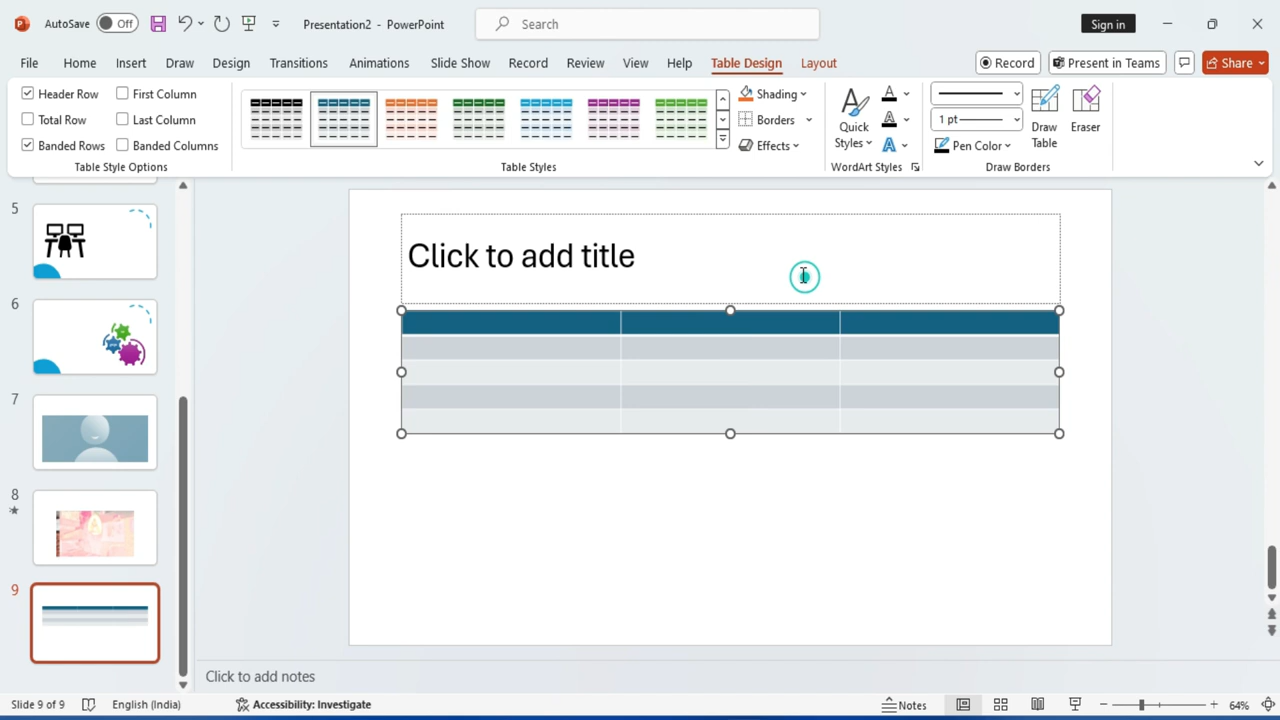 AutoSave Off Presentation2 - PowerPoint Search Sign in
File Home Insert Draw Design Transitions Animations Slide Show Record Review View Help Table Design Layout Record Present in Teams Share
Header Row First Column Shading
Total Row Last Column Borders
Banded Rows Banded Columns Effects
Quick Styles
1 pt
Pen Color
Draw Table
Eraser
Table Style Options Table Styles WordArt Styles Draw Borders
5
6
7
8
9
Click to add title
Click to add notes
Slide 9 of 9 English (India) Accessibility: Investigate Notes 64%